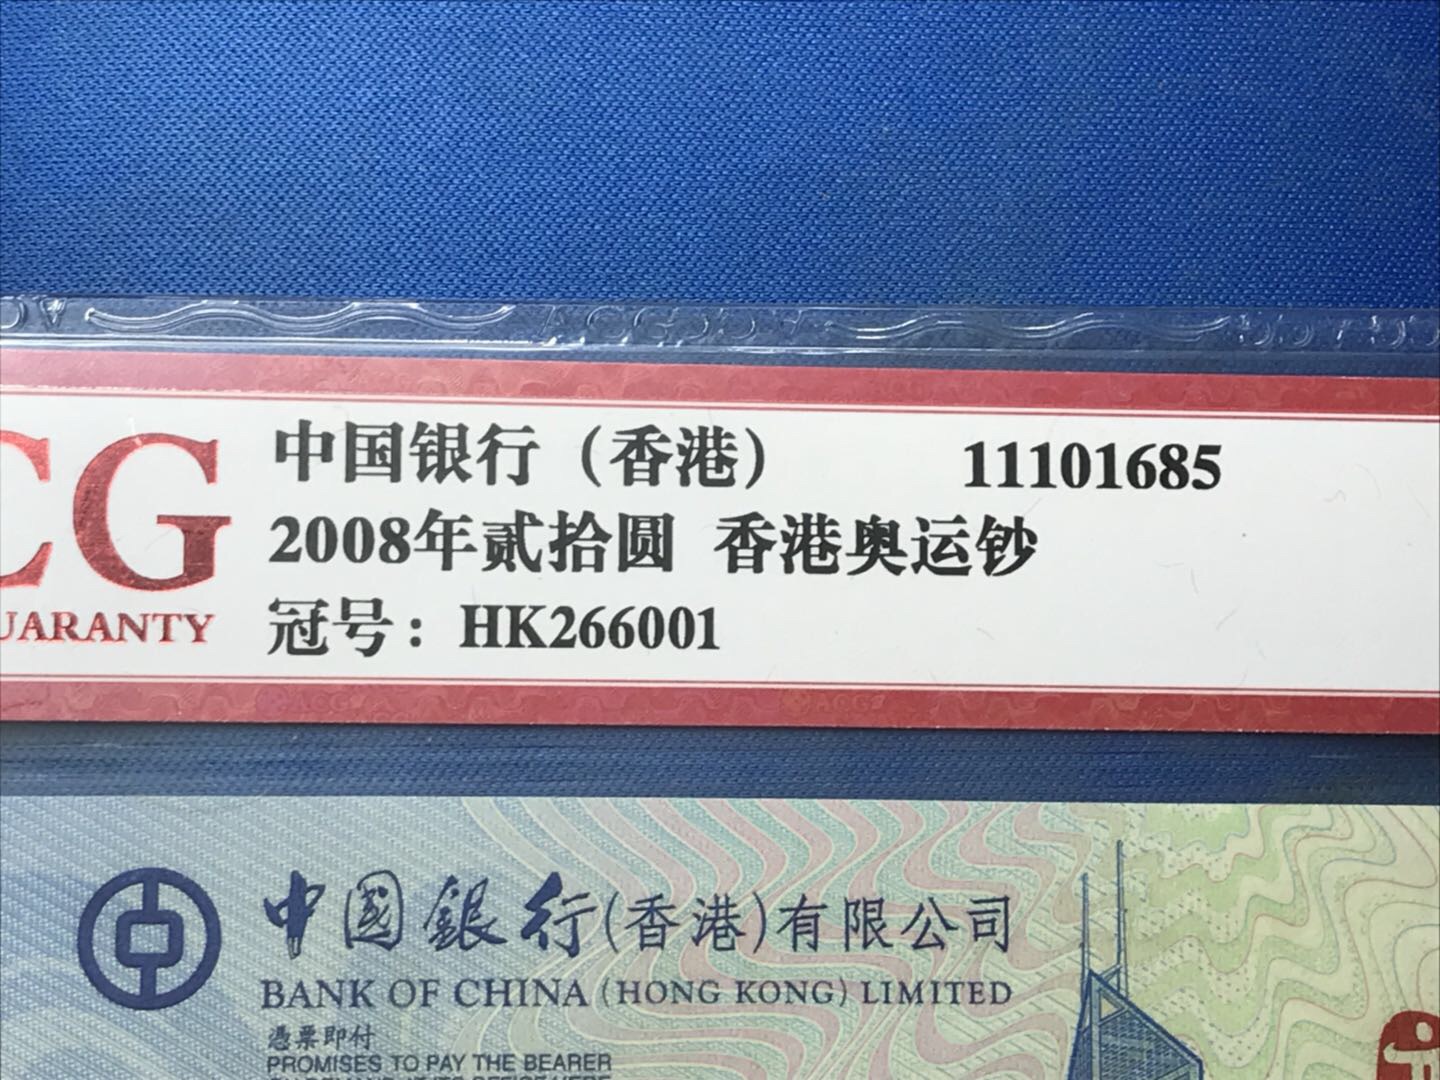 CG
中国银行（香港） 11101685
2008年贰拾圆 香港奥运钞
UARANTY 冠号：HK266001
中國銀行(香港)有限公司
BANK OF CHINA (HONG KONG) LIMITED
憑票即付
PROMISES TO PAY THE BEARER